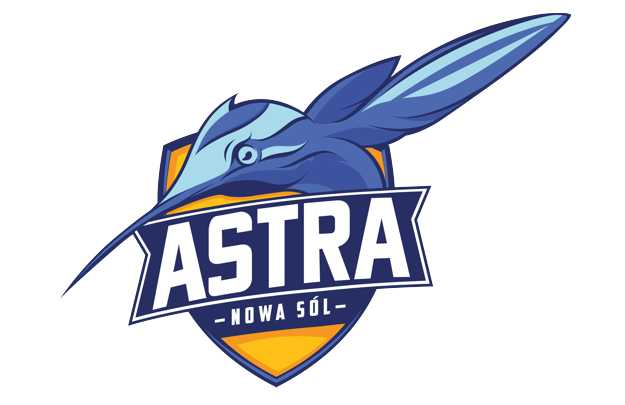 ASTRA
– NOWA SÓL –